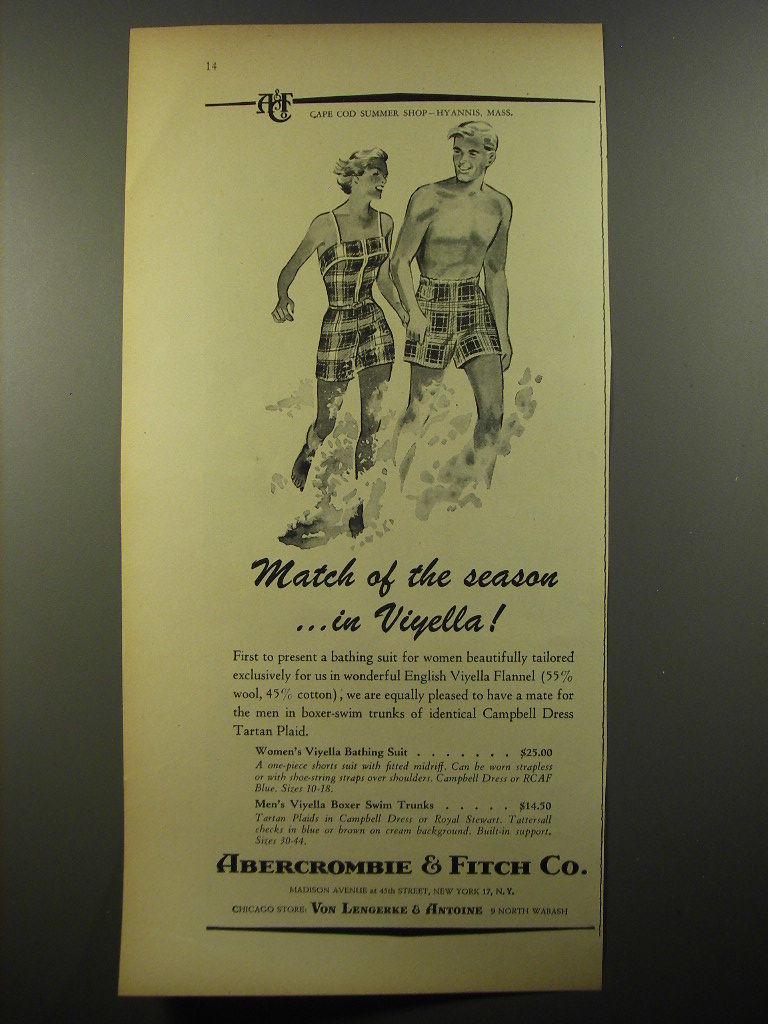 14
A&F Co
CAPE COD SUMMER SHOP—HYANNIS, MASS.
Match of the season
...in Viyella!
First to present a bathing suit for women beautifully tailored
exclusively for us in wonderful English Viyella Flannel (55%
wool, 45% cotton), we are equally pleased to have a mate for
the men in boxer-swim trunks of identical Campbell Dress
Tartan Plaid.
Women's Viyella Bathing Suit . . . . . . . $25.00
A one-piece shorts suit with fitted midriff. Can be worn strapless
or with shoe-string straps over shoulders. Campbell Dress or RCAF
Blue. Sizes 10-18.
Men's Viyella Boxer Swim Trunks . . . . . $14.50
Tartan Plaids in Campbell Dress or Royal Stewart. Tattersall
checks in blue or brown on cream background. Built-in support.
Sizes 30-44.
ABERCROMBIE & FITCH CO.
MADISON AVENUE at 45th STREET, NEW YORK 17, N. Y.
CHICAGO STORE: VON LENGERKE & ANTOINE 9 NORTH WABASH